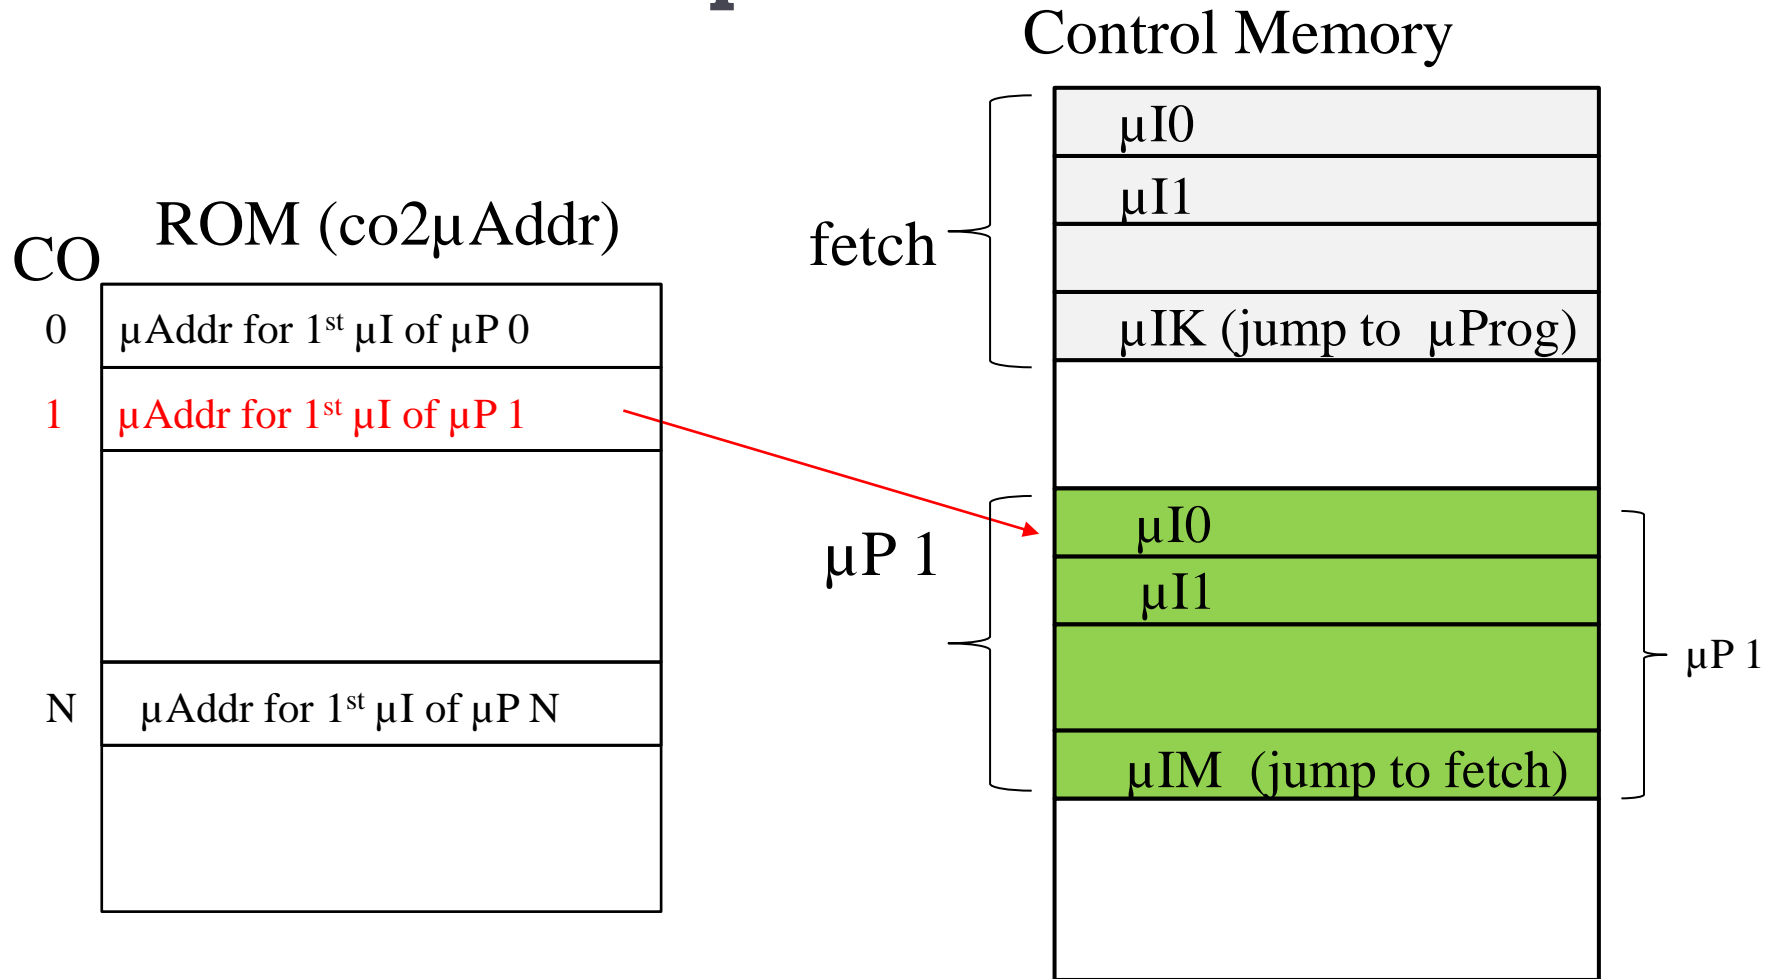 Control Memory
ROM (co2µAddr)
CO
0 µAddr for 1st µI of µP 0
1 µAddr for 1st µI of µP 1
N µAddr for 1st µI of µP N
fetch
µI0
µI1
µIK (jump to µProg)
µP 1
µI0
µI1
µIM (jump to fetch)
µP 1